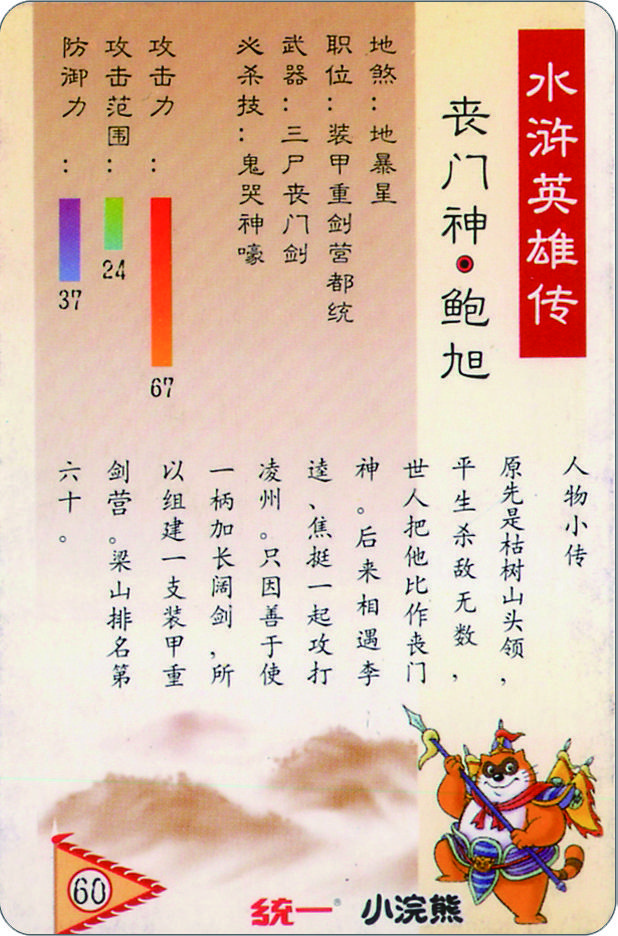 水浒英雄传
丧门神·鲍旭
地煞：地暴星
职位：装甲重剑营都统
武器：三尸丧门剑
必杀技：鬼哭神嚎
攻击力：
67
攻击范围：
24
防御力：
37
人物小传
原先是枯树山头领，
平生杀敌无数，
世人把他比作丧门
神。后来相遇李
逵、焦挺一起攻打
凌州。只因善于使
一柄加长阔剑，所
以组建一支装甲重
剑营。梁山排名第
六十。
60
统一® 小浣熊